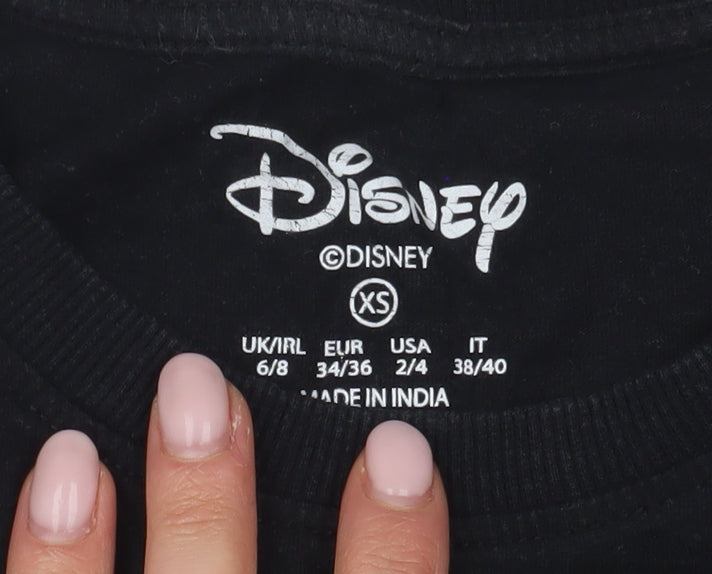 Disney
©DISNEY
XS
UK/IRL EUR USA IT
6/8 34/36 2/4 38/40
MADE IN INDIA